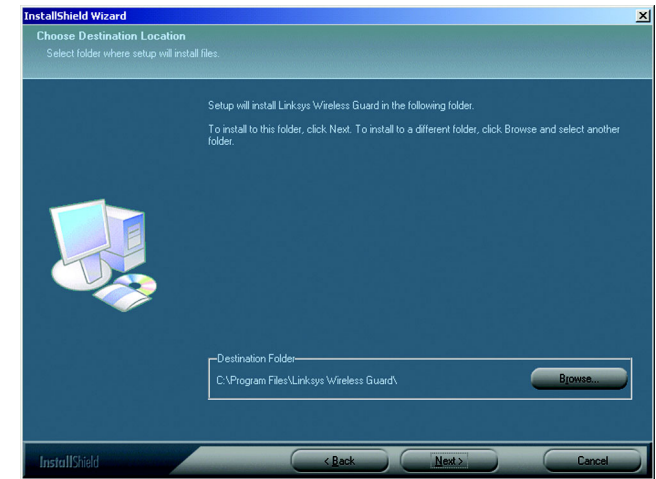 InstallShield Wizard
Choose Destination Location
Select folder where setup will install files.
Setup will install Linksys Wireless Guard in the following folder.
To install to this folder, click Next. To install to a different folder, click Browse and select another
folder.
Destination Folder
C:\Program Files\Linksys Wireless Guard\
Browse...
InstallShield
< Back
Next >
Cancel